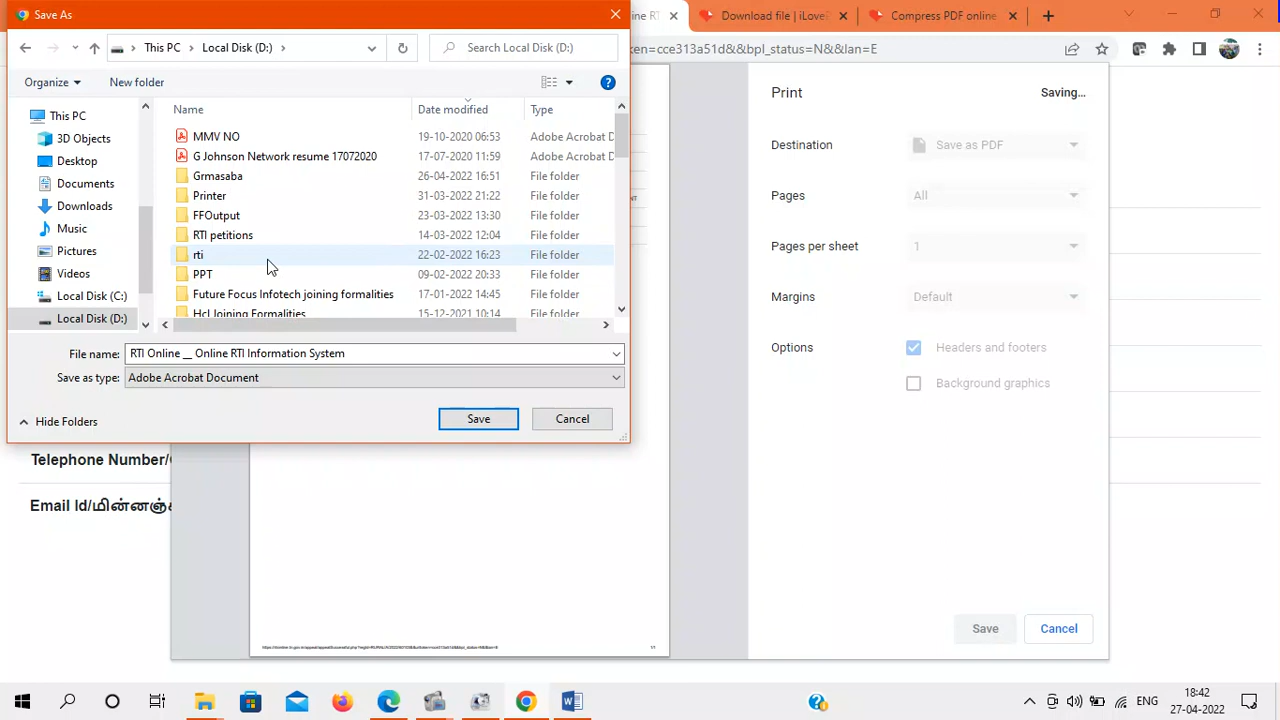 Save As
ine RT
Download file | iLoveP
Compress PDF online
This PC
Local Disk (D:)
Search Local Disk (D:)
ken=cce313a51d&&bpl_status=N&&lan=E
Organize
New folder
Name
Date modified
Type
This PC
3D Objects
Desktop
Documents
Downloads
Music
Pictures
Videos
Local Disk (C:)
Local Disk (D:)
MMV NO 19-10-2020 06:53 Adobe Acrobat D
G Johnson Network resume 17072020 17-07-2020 11:59 Adobe Acrobat D
Grmasaba 26-04-2022 16:51 File folder
Printer 31-03-2022 21:22 File folder
FFOutput 23-03-2022 13:30 File folder
RTI petitions 14-03-2022 12:04 File folder
rti 22-02-2022 16:23 File folder
PPT 09-02-2022 20:33 File folder
Future Focus Infotech joining formalities 17-01-2022 14:45 File folder
Hcl Joining Formalities 15-12-2021 10:14 File folder
File name: RTI Online __ Online RTI Information System
Save as type: Adobe Acrobat Document
Hide Folders
Save
Cancel
Print
Saving...
Destination
Save as PDF
Pages
All
Pages per sheet
1
Margins
Default
Options
Headers and footers
Background graphics
Telephone Number/
Email Id/மின்னஞ்
1/1
Save
Cancel
ENG
18:42
27-04-2022